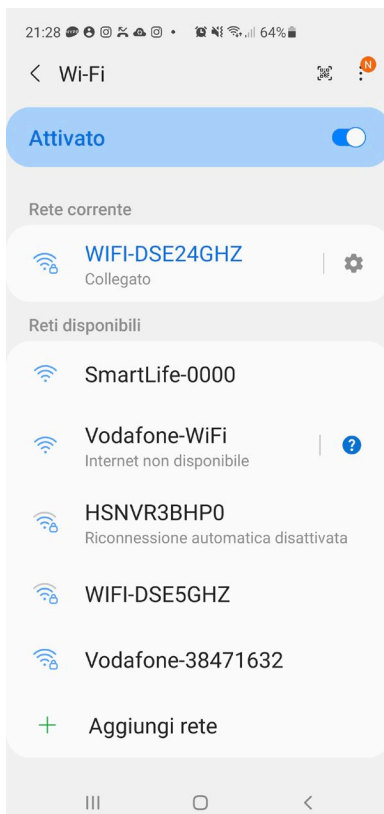 21:28 64%
Wi-Fi
N
Attivato
Rete corrente
WIFI-DSE24GHZ
Collegato
Reti disponibili
SmartLife-0000
Vodafone-WiFi
Internet non disponibile
?
HSNVR3BHP0
Riconnessione automatica disattivata
WIFI-DSE5GHZ
Vodafone-38471632
+ Aggiungi rete